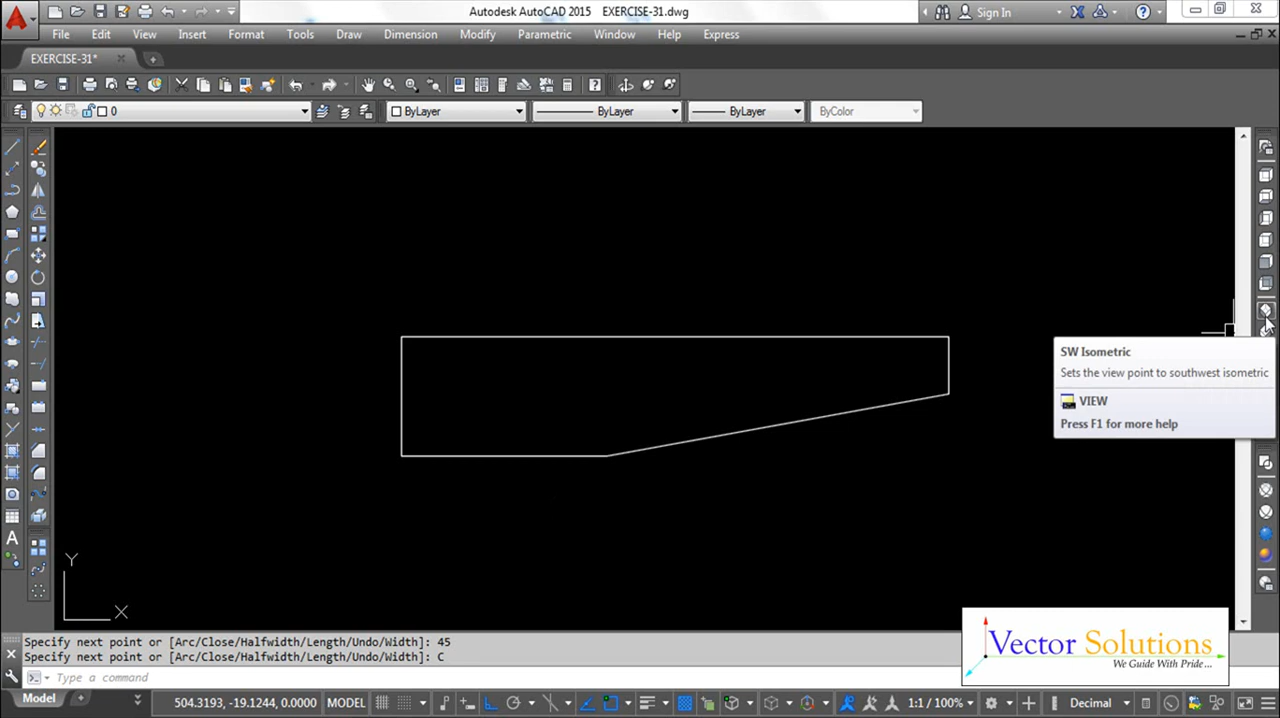 Autodesk AutoCAD 2015 EXERCISE-31.dwg
Sign In
File Edit View Insert Format Tools Draw Dimension Modify Parametric Window Help Express
EXERCISE-31*
0 ByLayer ByLayer ByLayer ByColor
SW Isometric
Sets the view point to southwest isometric
VIEW
Press F1 for more help
A
Y
X
Specify next point or [Arc/Close/Halfwidth/Length/Undo/Width]: 45
Specify next point or [Arc/Close/Halfwidth/Length/Undo/Width]: C
Type a command
Vector Solutions
We Guide With Pride...
Model
504.3193, -19.1244, 0.0000 MODEL 1:1 / 100% Decimal